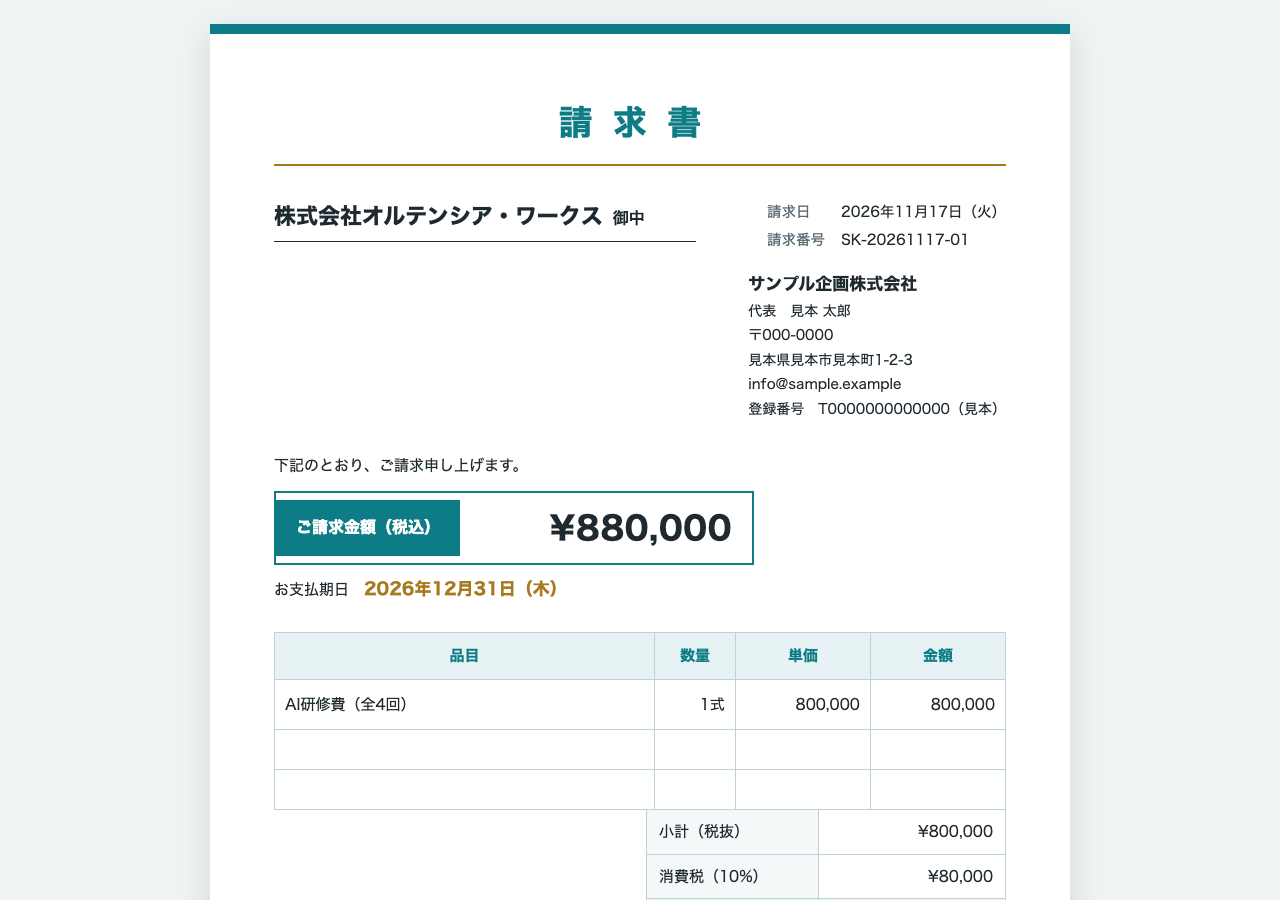 請求書
株式会社オルテンシア・ワークス 御中
請求日 2026年11月17日（火）
請求番号 SK-20261117-01
サンプル企画株式会社
代表　見本 太郎
〒000-0000
見本県見本市見本町1-2-3
info@sample.example
登録番号　T0000000000000（見本）
下記のとおり、ご請求申し上げます。
ご請求金額（税込） ¥880,000
お支払期日　2026年12月31日（木）
品目 数量 単価 金額
AI研修費（全4回） 1式 800,000 800,000
小計（税抜） ¥800,000
消費税（10%） ¥80,000